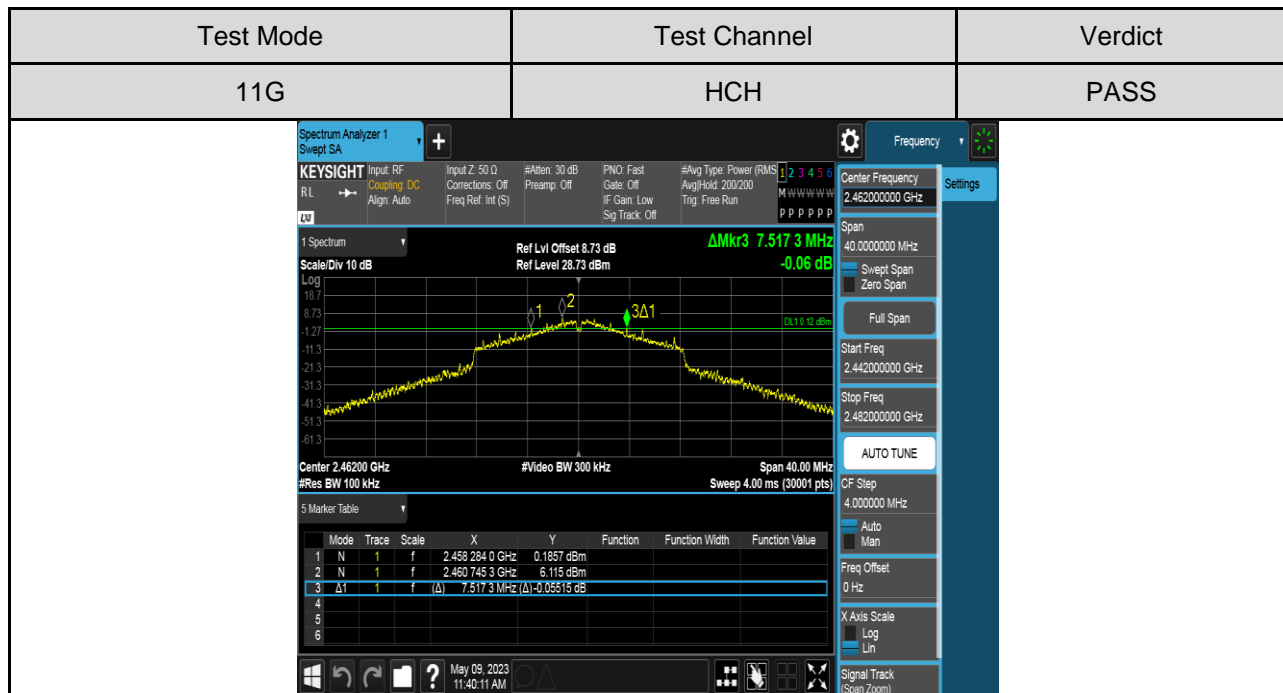 Test Mode Test Channel Verdict
11G HCH PASS
Spectrum Analyzer 1
Swept SA
+
Frequency
KEYSIGHT Input: RF Input Z: 50 Ω #Atten: 30 dB PNO: Fast #Avg Type: Power (RMS 1 2 3 4 5 6
R L Coupling: DC Corrections: Off Preamp: Off Gate: Off Avg|Hold: 200/200 M W W W W W
Align: Auto Freq Ref: Int (S) IF Gain: Low Trig: Free Run
LXI Sig Track: Off P P P P P P
1 Spectrum
Ref Lvl Offset 8.73 dB ΔMkr3 7.517 3 MHz
Scale/Div 10 dB Ref Level 28.73 dBm -0.06 dB
Log
18.7
8.73
-1.27
-11.3
-21.3
-31.3
-41.3
-51.3
-61.3
1 2 3Δ1
DL1 0.12 dBm
Center 2.46200 GHz #Video BW 300 kHz Span 40.00 MHz
#Res BW 100 kHz Sweep 4.00 ms (30001 pts)
5 Marker Table
Mode Trace Scale X Y Function Function Width Function Value
1 N 1 f 2.458 284 0 GHz 0.1857 dBm
2 N 1 f 2.460 745 3 GHz 6.115 dBm
3 Δ1 1 f (Δ) 7.517 3 MHz (Δ) -0.05515 dB
4
5
6
May 09, 2023
11:40:11 AM
?
Center Frequency
2.462000000 GHz
Settings
Span
40.0000000 MHz
Swept Span
Zero Span
Full Span
Start Freq
2.442000000 GHz
Stop Freq
2.482000000 GHz
AUTO TUNE
CF Step
4.000000 MHz
Auto
Man
Freq Offset
0 Hz
X Axis Scale
Log
Lin
Signal Track
(Span Zoom)